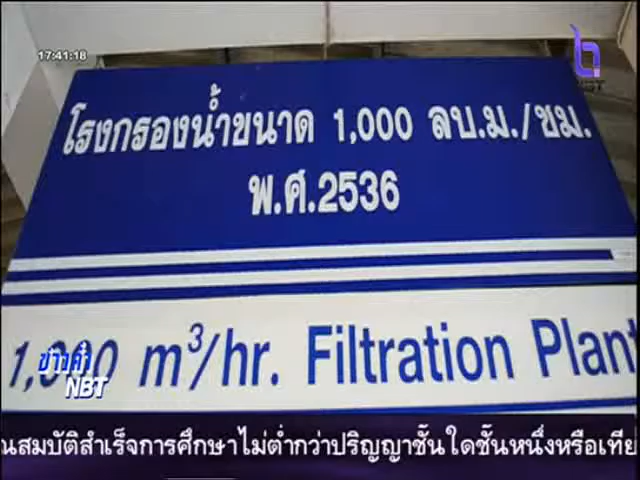 17:41:18
NBT
โรงกรองน้ำขนาด 1,000 ลบ.ม./ชม.
พ.ศ.2536
1,000 m³/hr. Filtration Plant
ข่าวค่ำ
NBT
ณสมบัติสำเร็จการศึกษาไม่ต่ำกว่าปริญญาชั้นใดชั้นหนึ่งหรือเทีย